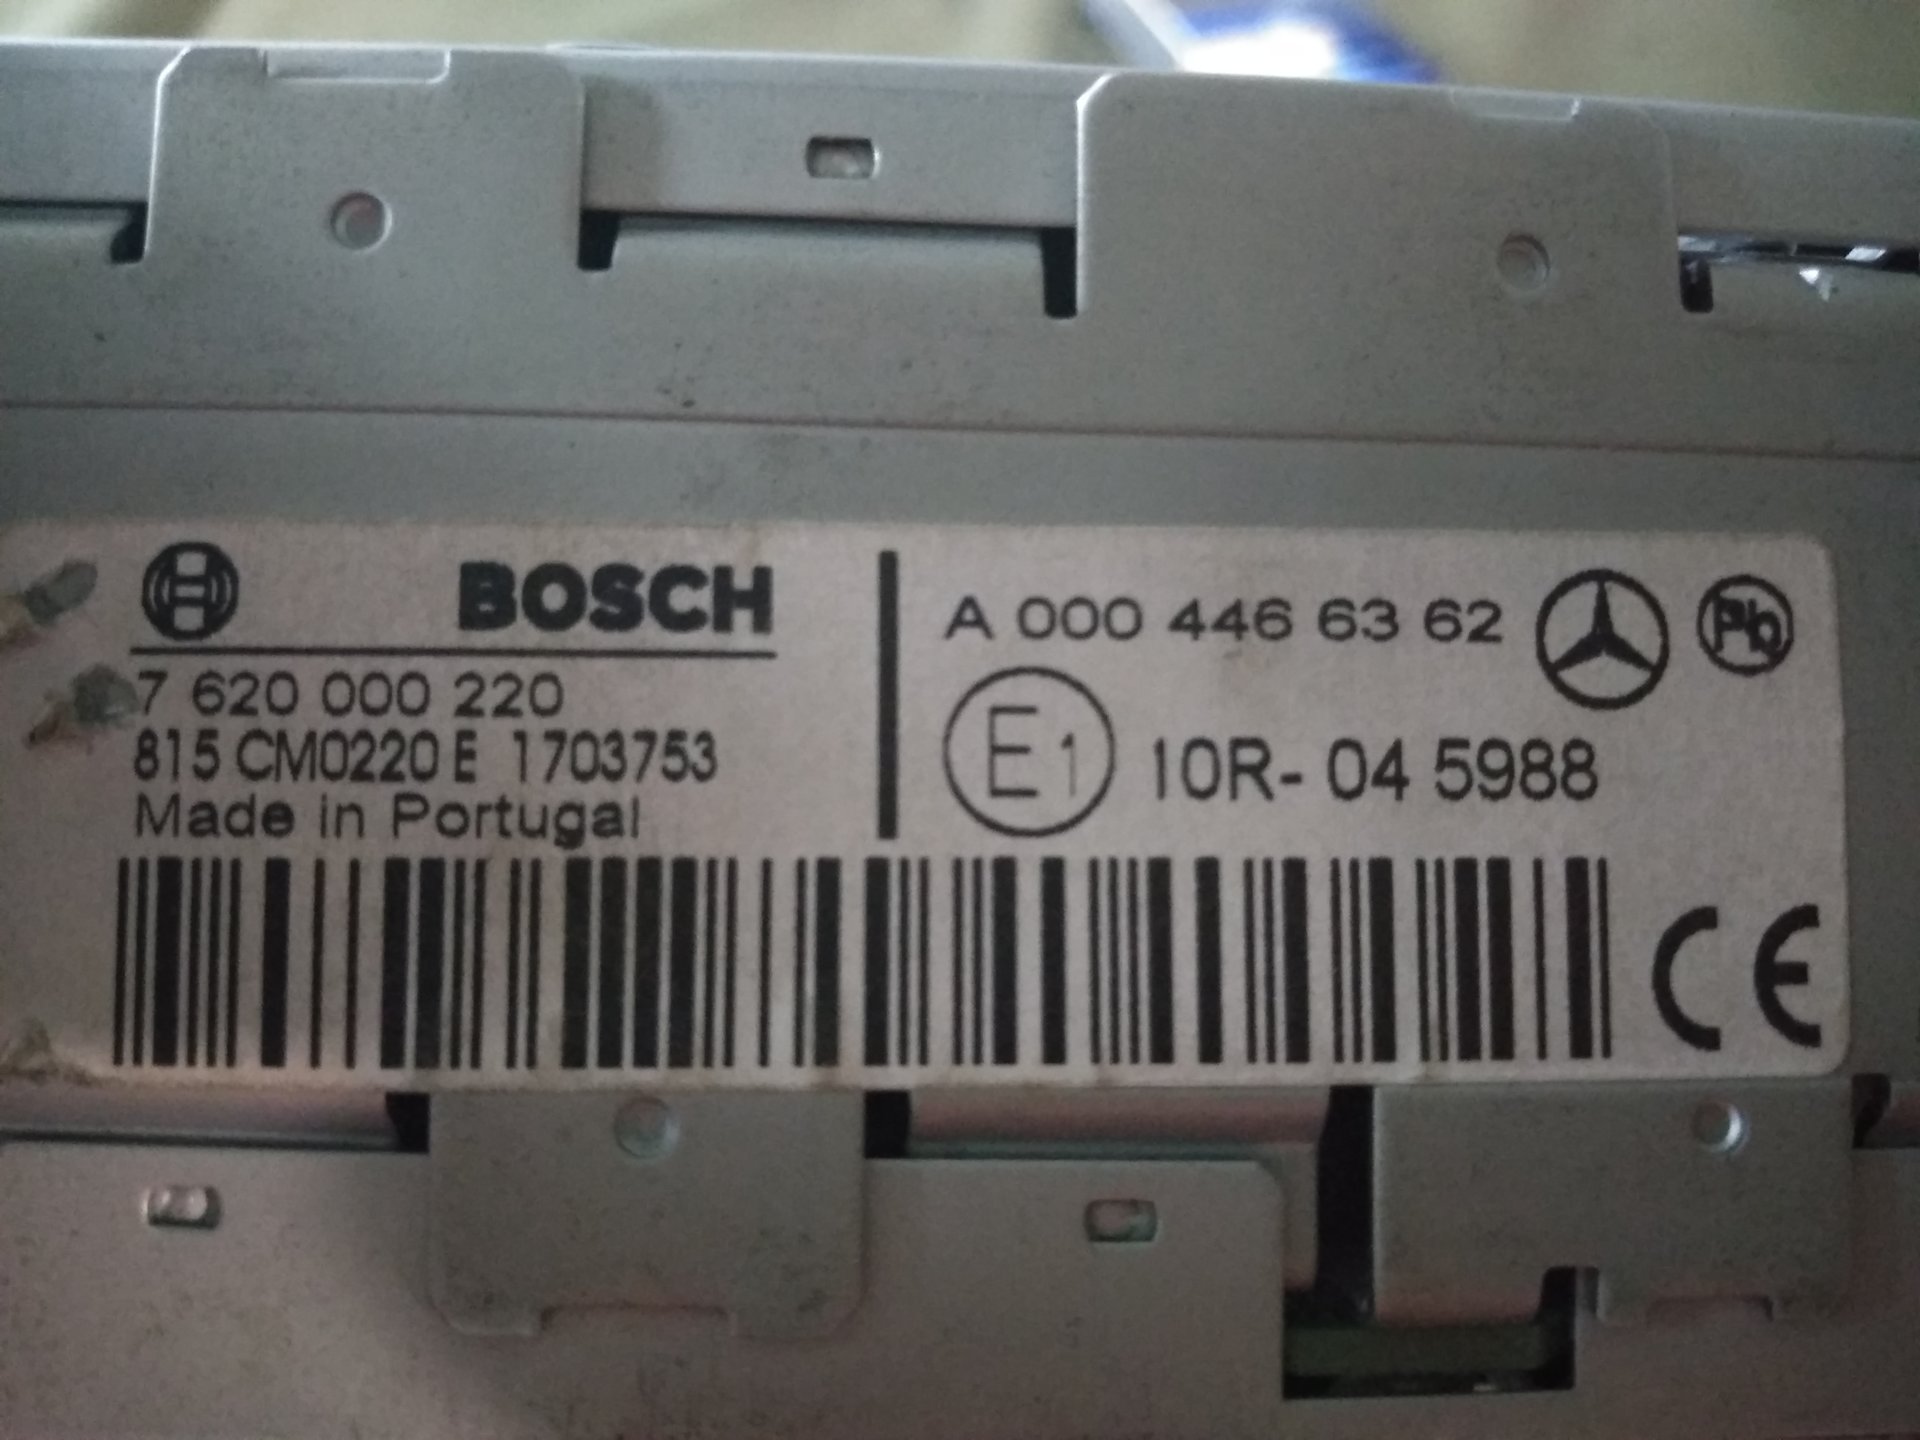 BOSCH
7 620 000 220
815 CM0220 E 1703753
Made in Portugal
A 000 446 63 62
Pb
E1 10R- 04 5988
CE